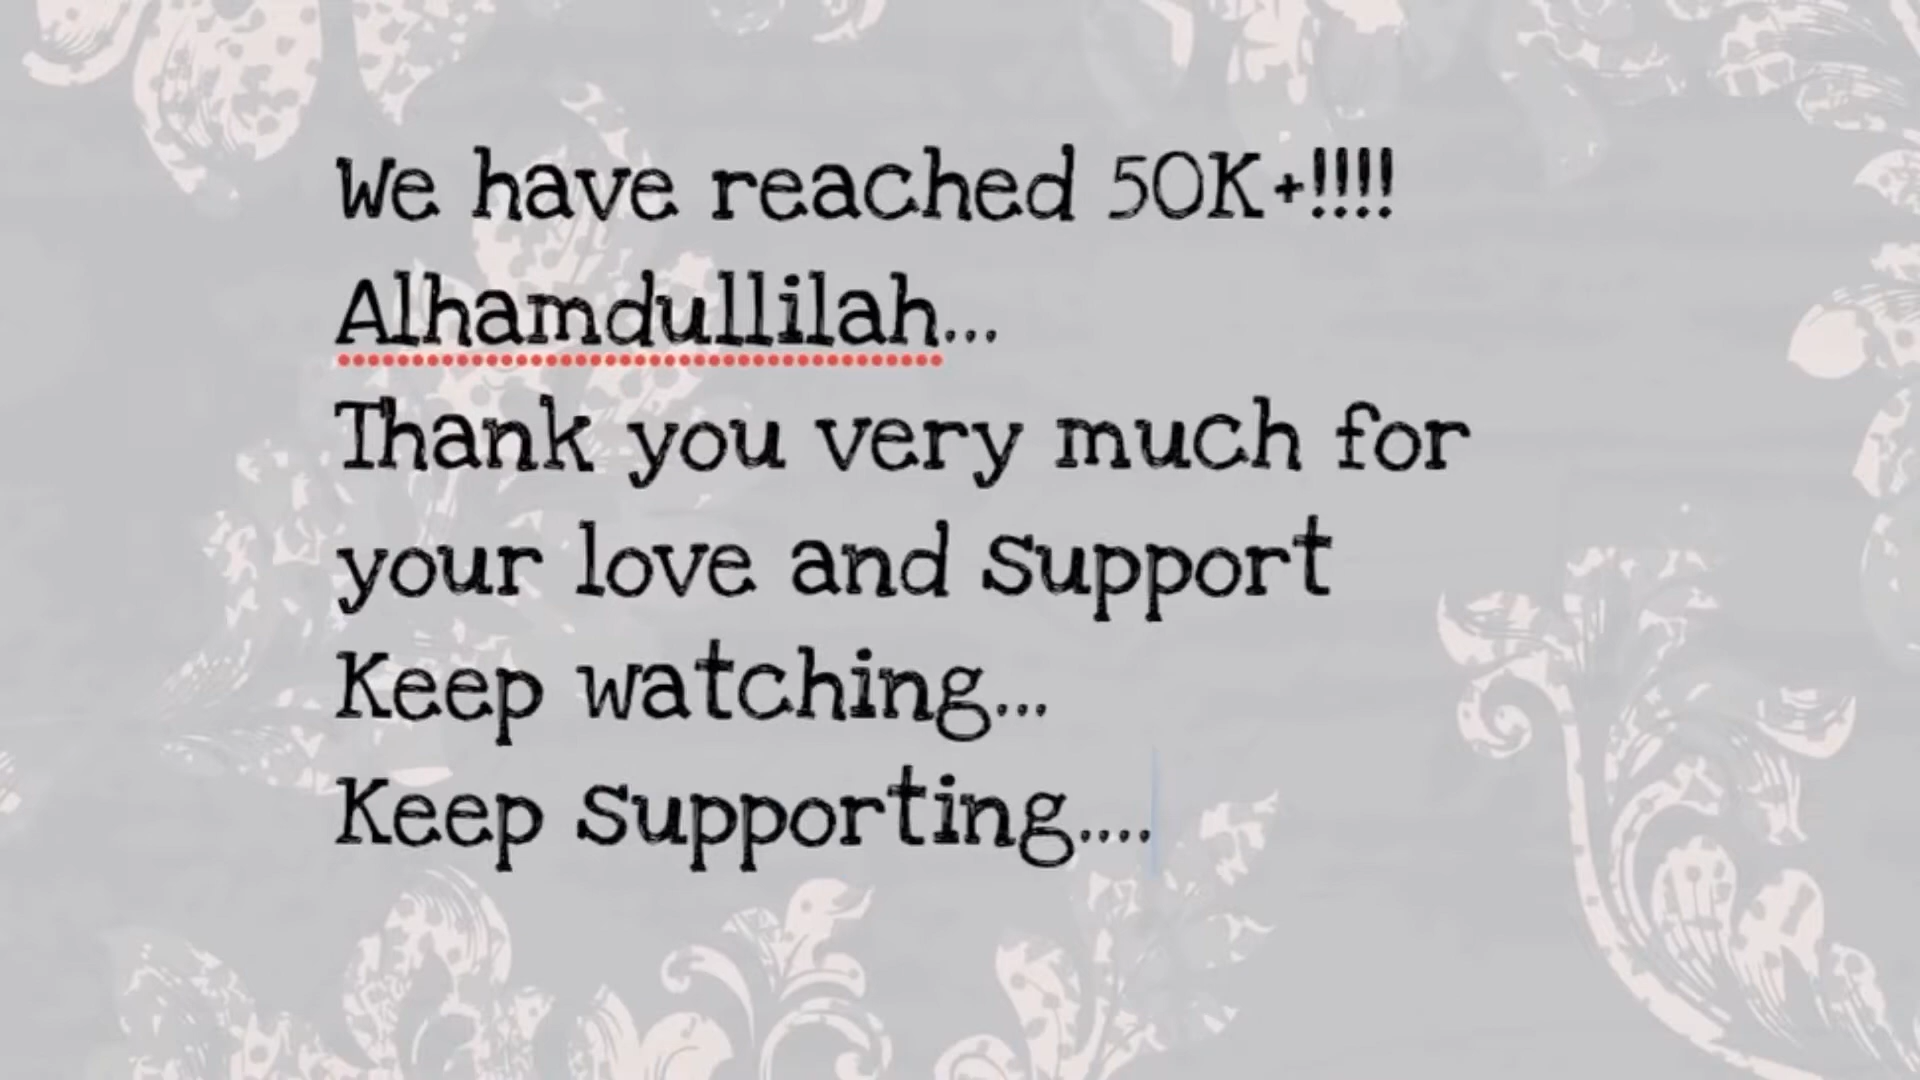 We have reached 50K+!!!!
Alhamdullilah...
Thank you very much for
your love and support
Keep watching...
Keep supporting....